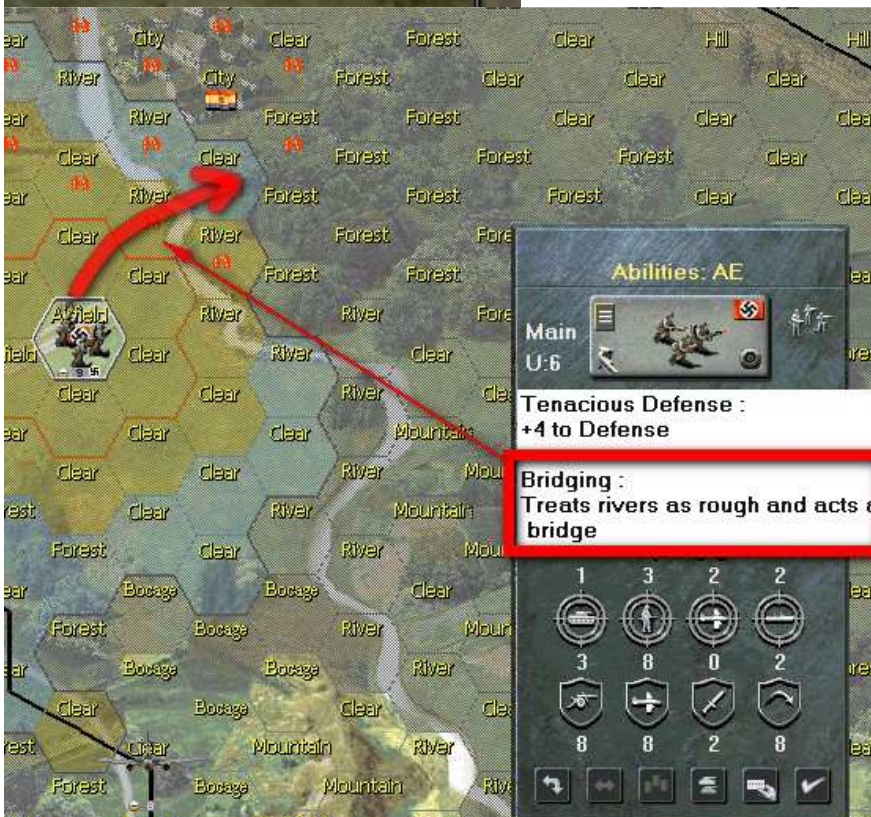 City
Clear
Forest
Clear
Hill
Hill
River
City
Forest
Clear
Clear
Clear
River
Forest
Forest
Clear
Clear
Clear
Clear
Forest
Forest
Forest
Clear
River
Forest
Forest
Forest
Clear
Clear
River
Forest
Clear
Forest
Forest
Airfield
River
River
Clear
River
Clear
Clear
Clear
River
Clear
Clear
Mountain
Clear
Clear
River
Clear
River
Mountain
Forest
Clear
River
Bocage
Bocage
Clear
Forest
Bocage
River
Bocage
Bocage
River
Clear
Bocage
Clear
Clear
Mountain
River
Forest
Bocage
Mountain
Abilities: AE
Main
U:6
Tenacious Defense :
+4 to Defense
Bridging :
Treats rivers as rough and acts a
bridge
1 3 2 2
3 8 0 2
8 8 2 8